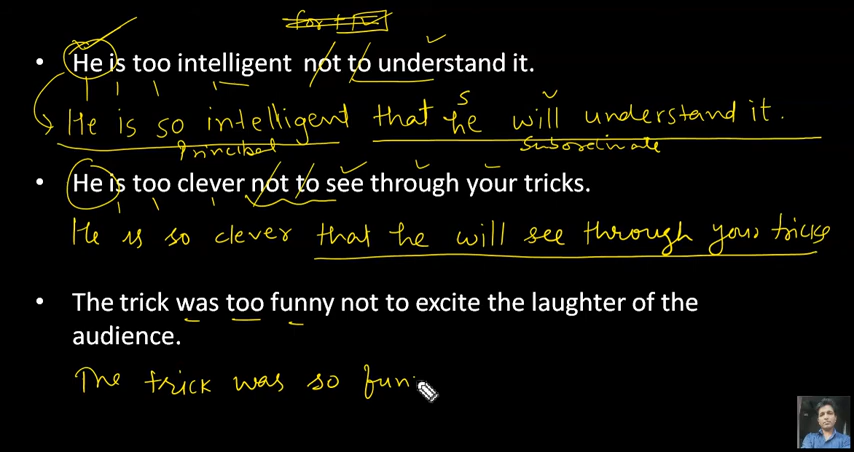 for + n
• He is too intelligent not to understand it.
S
He is so intelligent that he will understand it.
Principal Subordinate
• He is too clever not to see through your tricks.
He is so clever that he will see through your tricks
• The trick was too funny not to excite the laughter of the
audience.
The trick was so fun